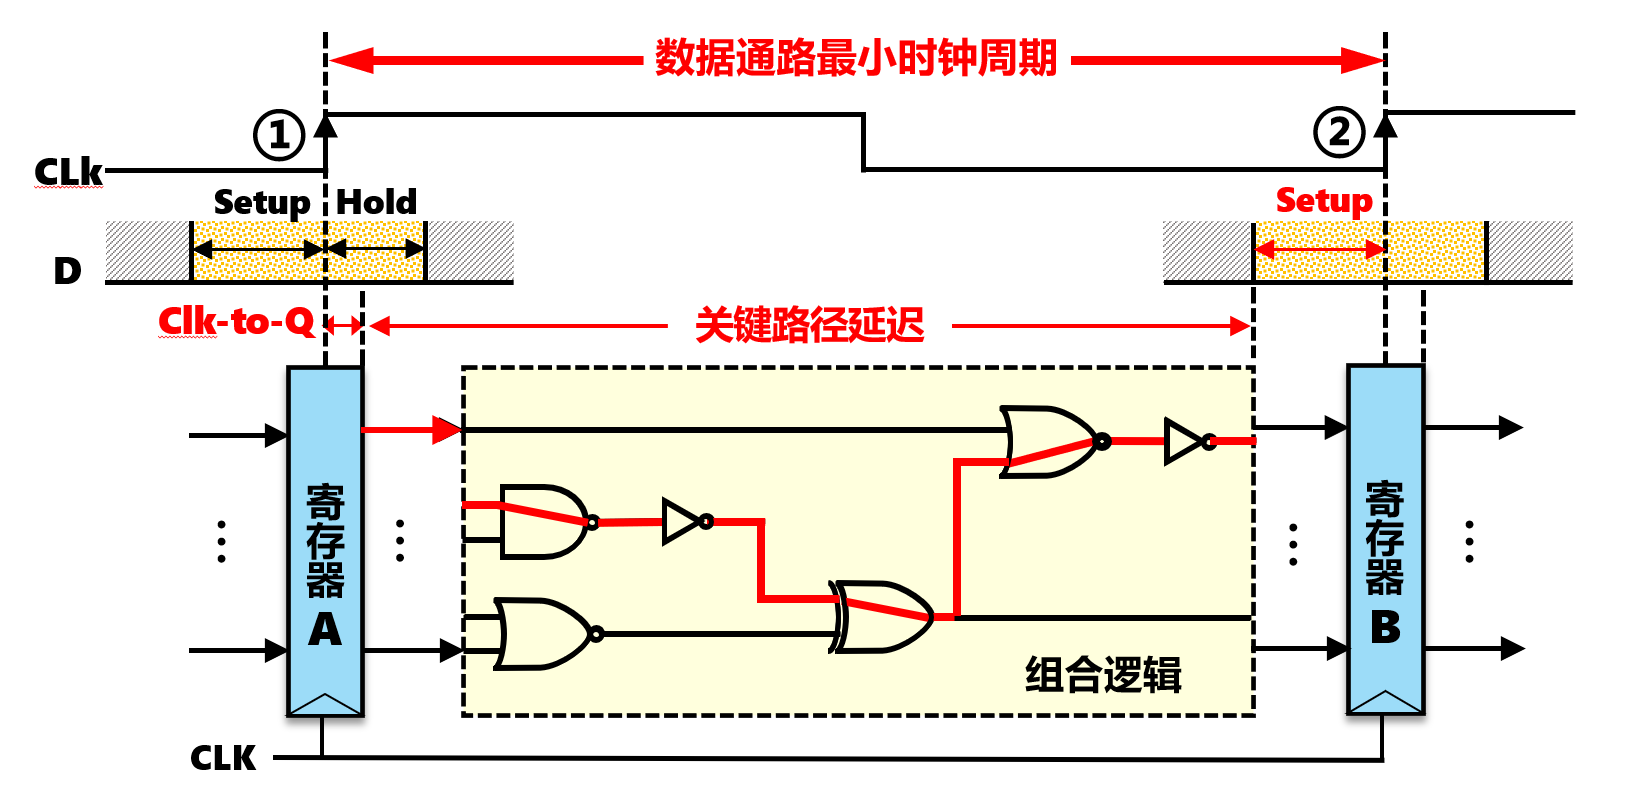 数据通路最小时钟周期
①
②
CLk
Setup
Hold
Setup
D
Clk-to-Q
关键路径延迟
寄存器
A
寄存器
B
组合逻辑
CLK